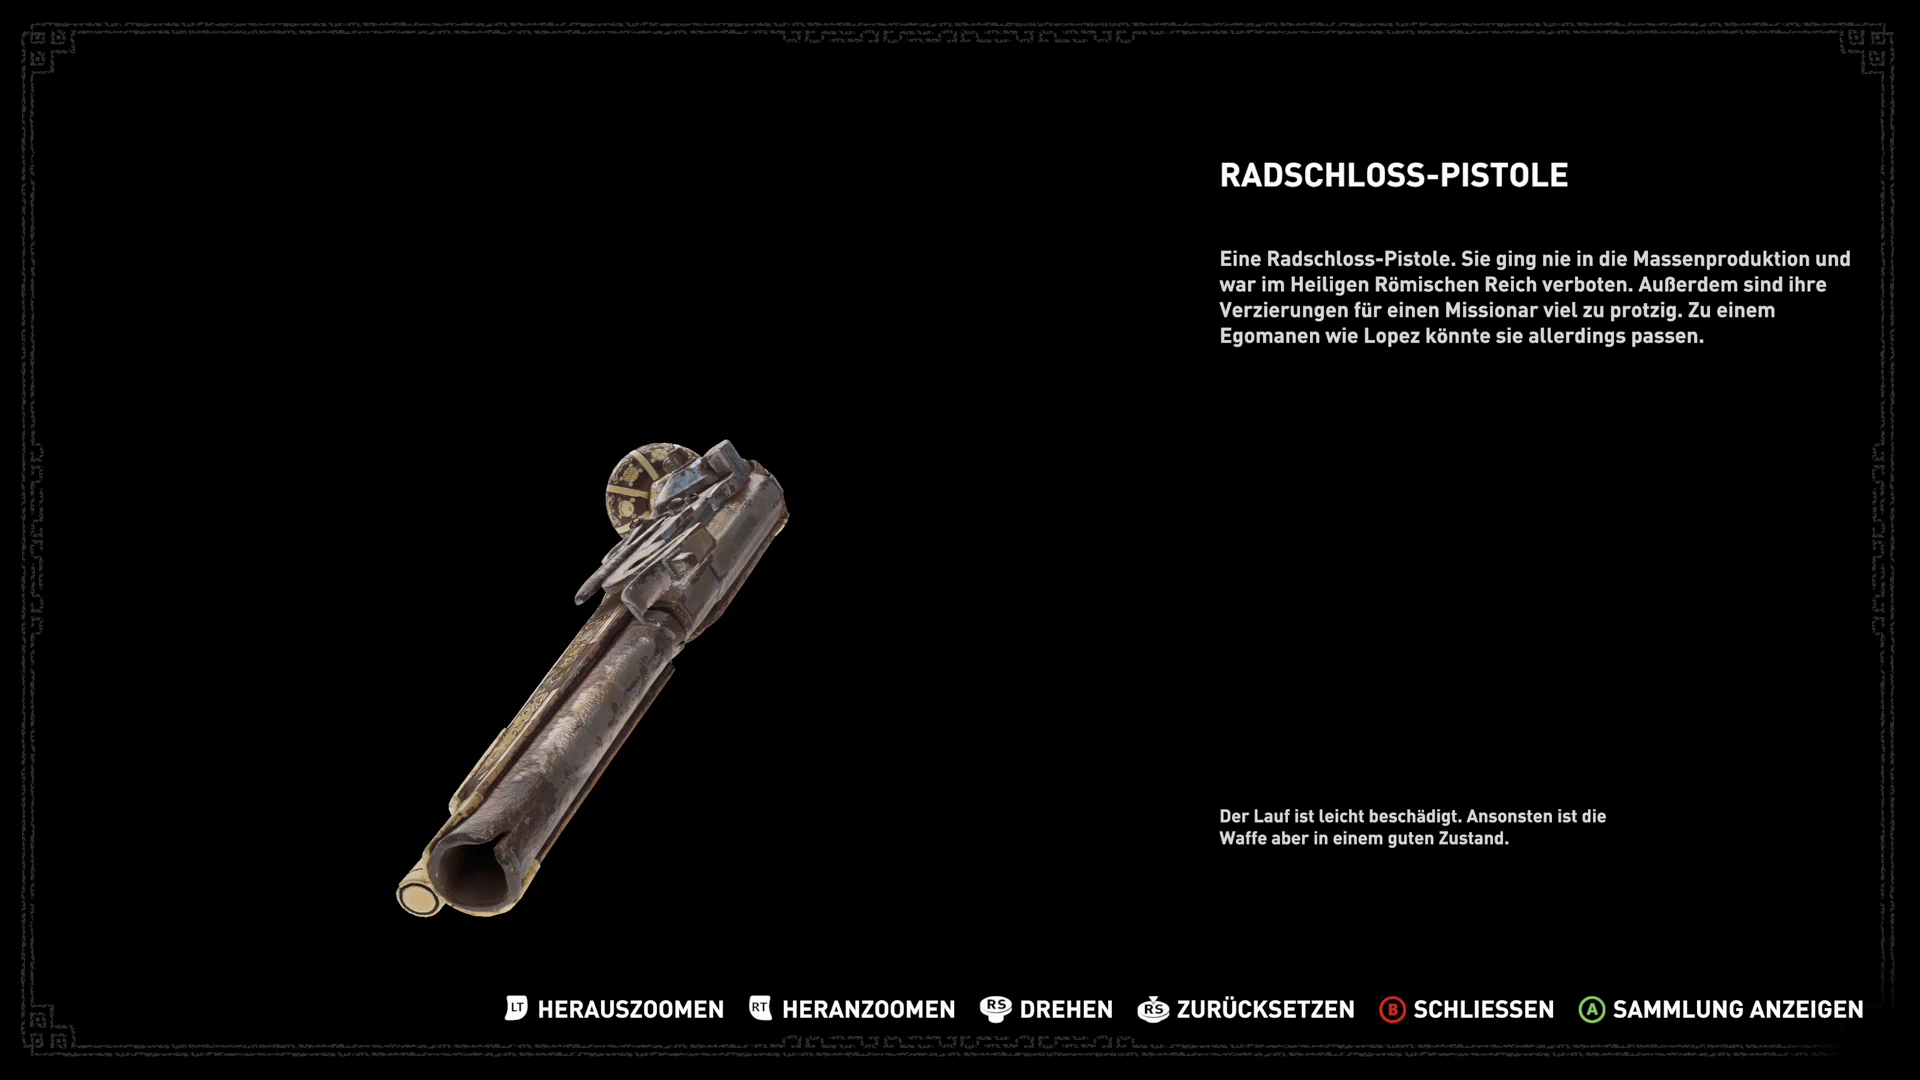 RADSCHLOSS-PISTOLE
Eine Radschloss-Pistole. Sie ging nie in die Massenproduktion und
war im Heiligen Römischen Reich verboten. Außerdem sind ihre
Verzierungen für einen Missionar viel zu protzig. Zu einem
Egomanen wie Lopez könnte sie allerdings passen.
Der Lauf ist leicht beschädigt. Ansonsten ist die
Waffe aber in einem guten Zustand.
LT HERAUSZOOMEN RT HERANZOOMEN RS DREHEN RS ZURÜCKSETZEN B SCHLIESSEN A SAMMLUNG ANZEIGEN